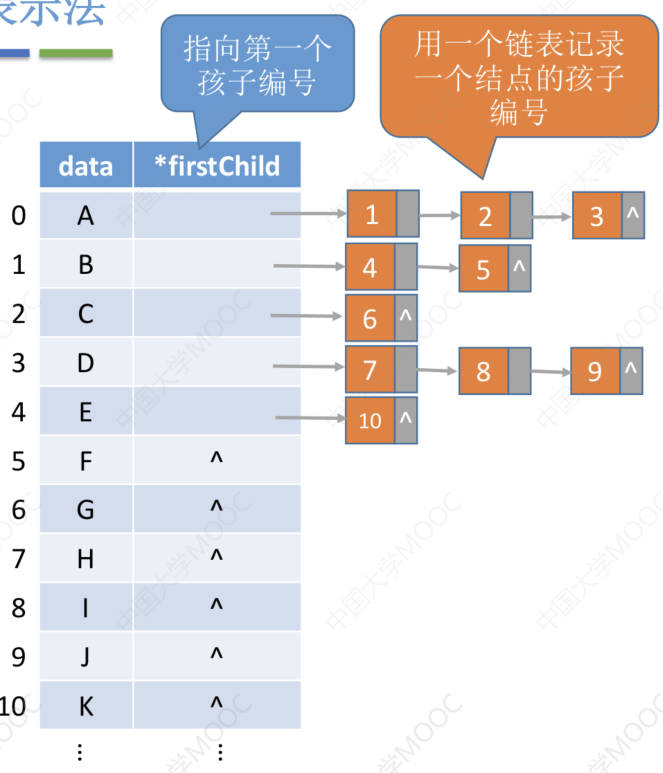 表示法
指向第一个
孩子编号
用一个链表记录
一个结点的孩子
编号
data *firstChild
0 A 1 2 3 ^
1 B 4 5 ^
2 C 6 ^
3 D 7 8 9 ^
4 E 10 ^
5 F ^
6 G ^
7 H ^
8 I ^
9 J ^
10 K ^
⋮ ⋮
中国大学MOOC